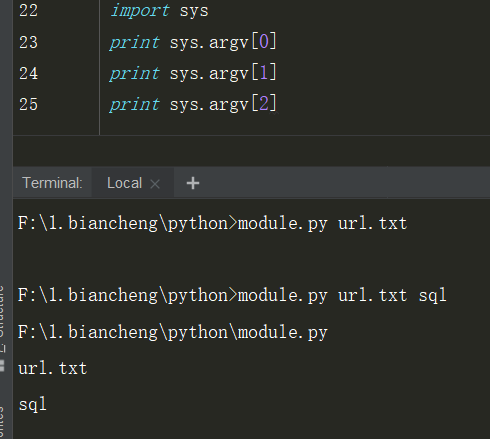 22 import sys
23 print sys.argv[0]
24 print sys.argv[1]
25 print sys.argv[2]
Terminal: Local × +
F:\1.biancheng\python>module.py url.txt
F:\1.biancheng\python>module.py url.txt sql
F:\1.biancheng\python\module.py
url.txt
sql